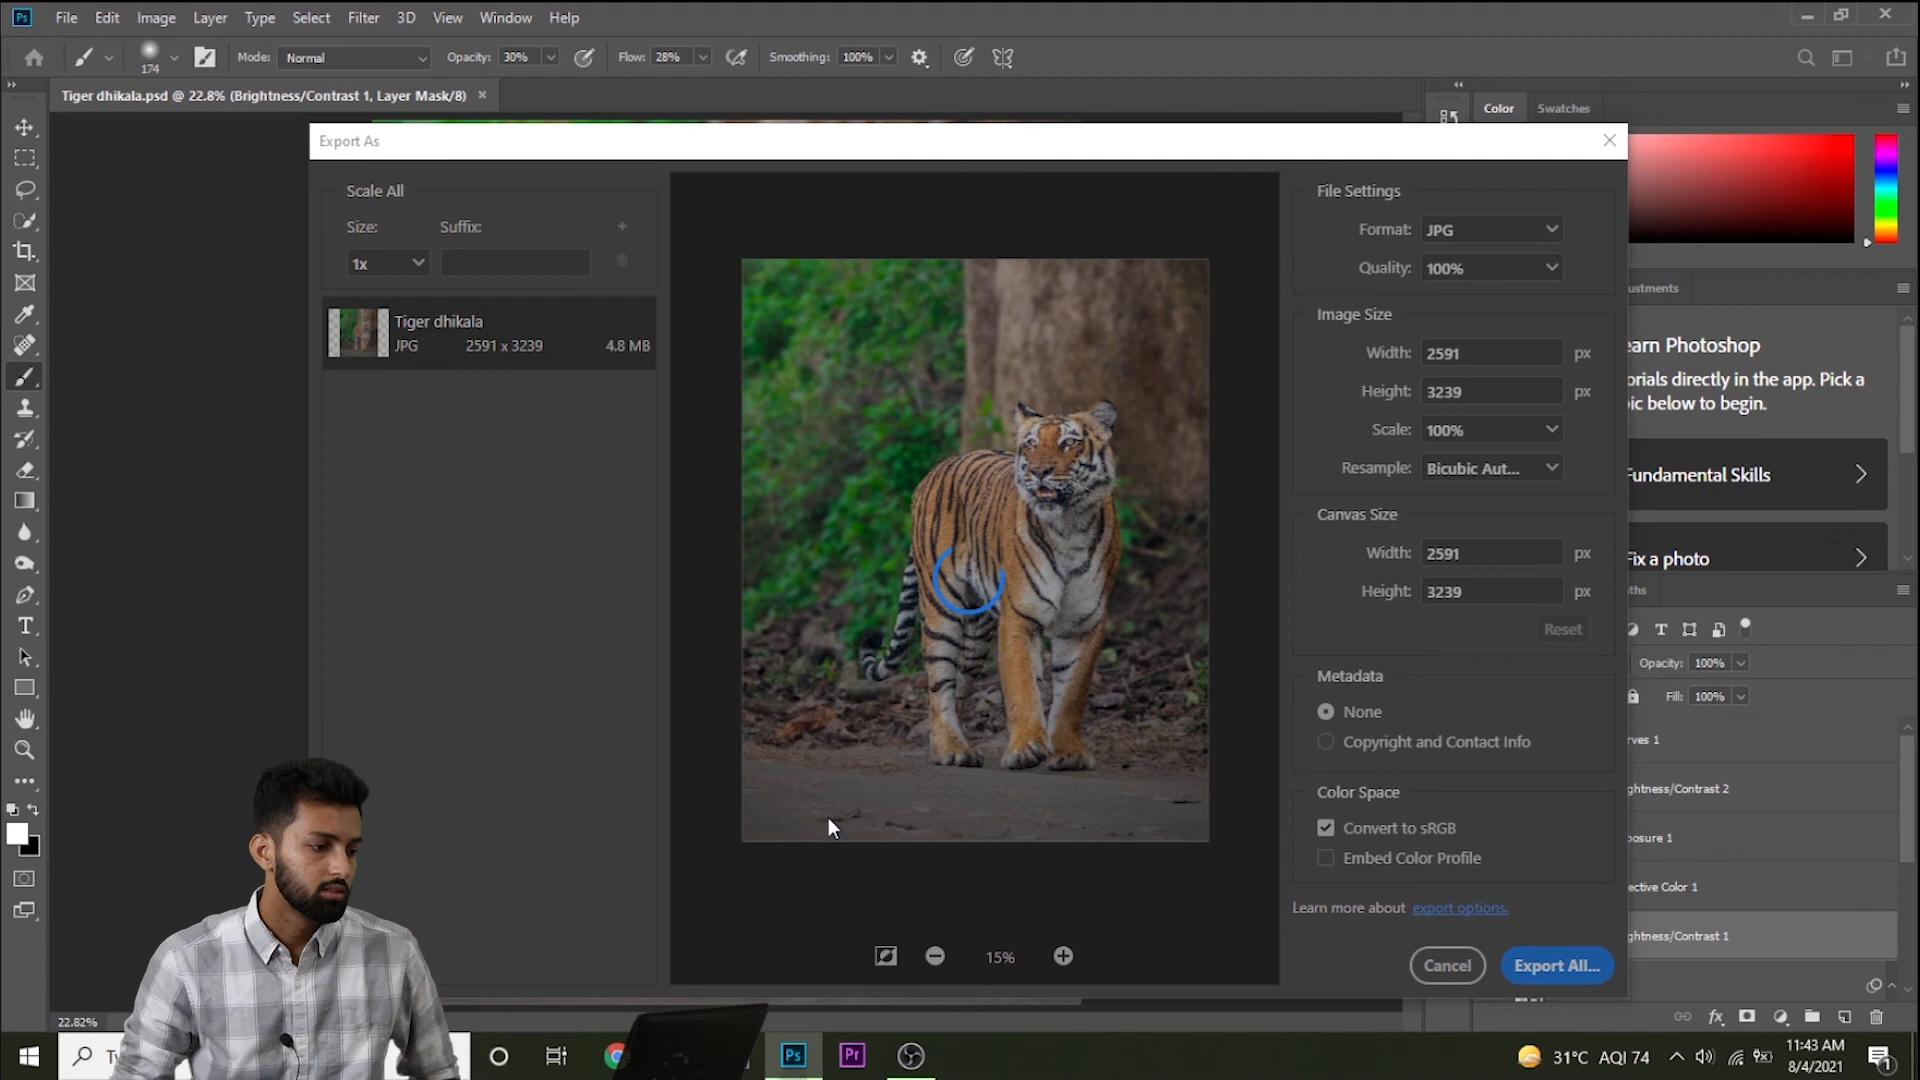 Ps File Edit Image Layer Type Select Filter 3D View Window Help
174 Mode: Normal Opacity: 30% Flow: 28% Smoothing: 100%
Tiger dhikala.psd @ 22.8% (Brightness/Contrast 1, Layer Mask/8) ×
Color Swatches
Export As
Scale All
Size: Suffix:
1x
Tiger dhikala
JPG 2591 x 3239 4.8 MB
File Settings
Format: JPG
Quality: 100%
Image Size
Width: 2591 px
Height: 3239 px
Scale: 100%
Resample: Bicubic Aut...
Canvas Size
Width: 2591 px
Height: 3239 px
Reset
Metadata
None
Copyright and Contact Info
Color Space
Convert to sRGB
Embed Color Profile
Learn more about export options.
Cancel Export All...
15%
ustments
earn Photoshop
orials directly in the app. Pick a
ic below to begin.
Fundamental Skills
Fix a photo
ths
T
Opacity: 100%
Fill: 100%
rves 1
ghtness/Contrast 2
posure 1
ective Color 1
ghtness/Contrast 1
fx
22.82%
Ps Pr
31°C AQI 74
11:43 AM
8/4/2021
1